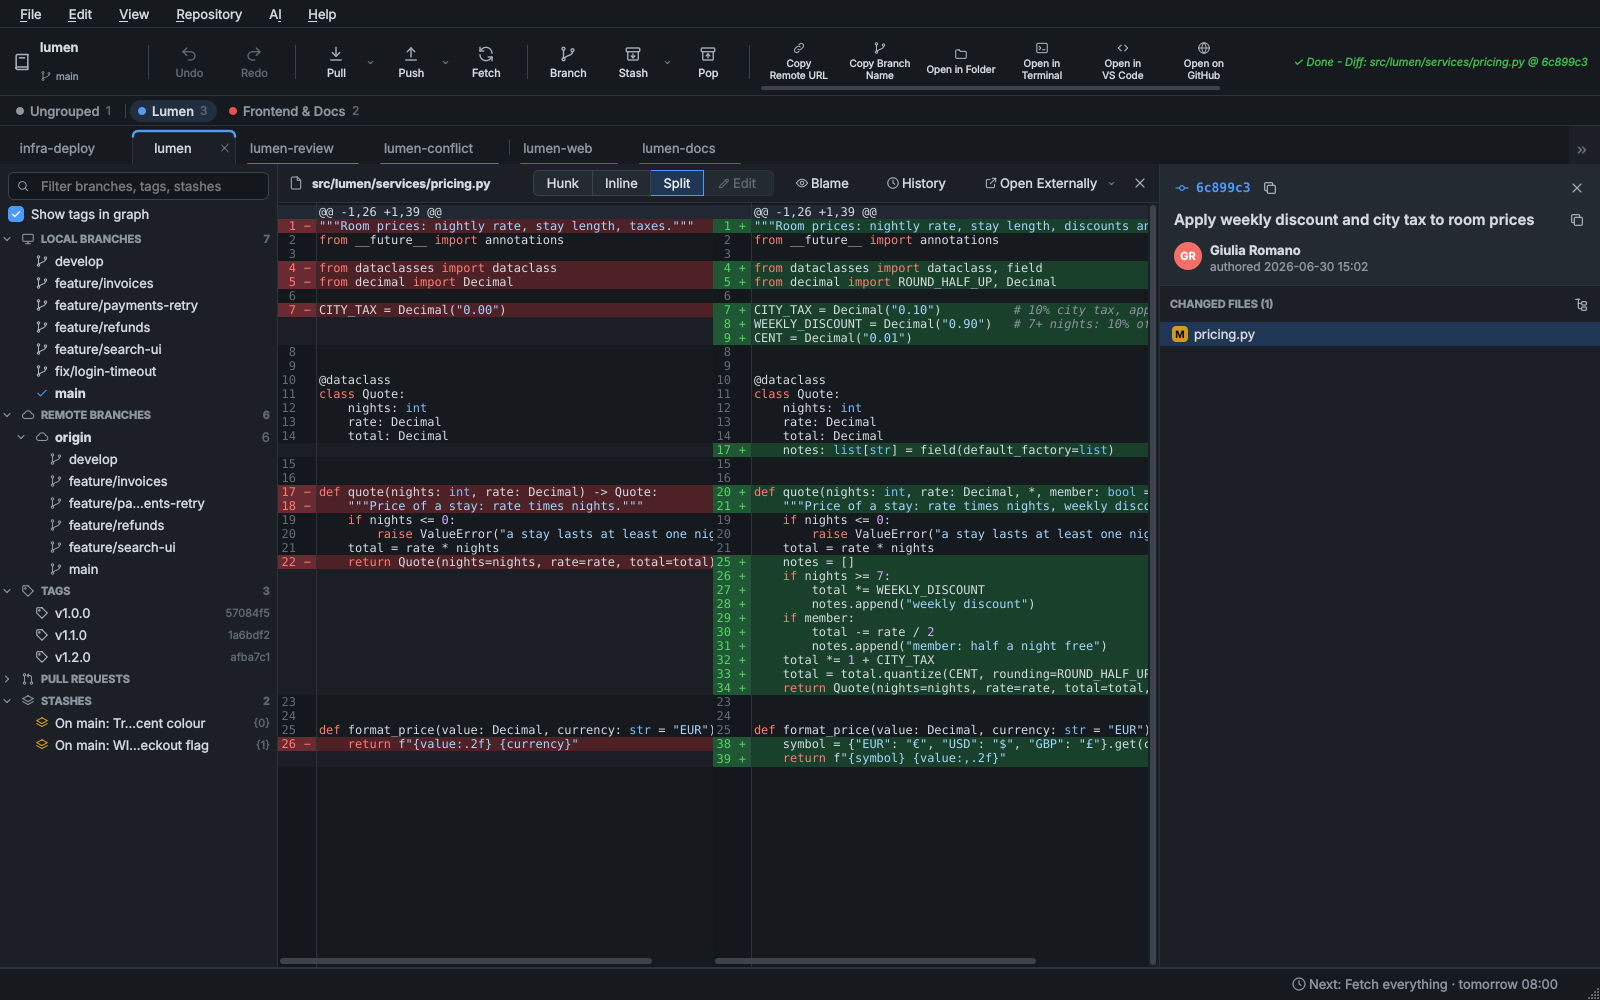 File Edit View Repository AI Help
lumen
main
Undo Redo Pull Push Fetch Branch Stash Pop
Copy Remote URL
Copy Branch Name
Open in Folder
Open in Terminal
Open in VS Code
Open on GitHub
✓ Done - Diff: src/lumen/services/pricing.py @ 6c899c3
Ungrouped 1 Lumen 3 Frontend & Docs 2
infra-deploy lumen lumen-review lumen-conflict lumen-web lumen-docs
Filter branches, tags, stashes
Show tags in graph
LOCAL BRANCHES 7
develop
feature/invoices
feature/payments-retry
feature/refunds
feature/search-ui
fix/login-timeout
main
REMOTE BRANCHES 6
origin 6
develop
feature/invoices
feature/pa...ents-retry
feature/refunds
feature/search-ui
main
TAGS 3
v1.0.0 57084f5
v1.1.0 1a6bdf2
v1.2.0 afba7c1
PULL REQUESTS
STASHES 2
On main: Tr...cent colour {0}
On main: WI...eckout flag {1}
src/lumen/services/pricing.py Hunk Inline Split Edit Blame History Open Externally
@@ -1,26 +1,39 @@
1 − """Room prices: nightly rate, stay length, taxes."""
2 from __future__ import annotations
3
4 − from dataclasses import dataclass
5 − from decimal import Decimal
6
7 − CITY_TAX = Decimal("0.00")
8
9
10 @dataclass
11 class Quote:
12     nights: int
13     rate: Decimal
14     total: Decimal
15
16
17 − def quote(nights: int, rate: Decimal) -> Quote:
18 −     """Price of a stay: rate times nights."""
19     if nights <= 0:
20         raise ValueError("a stay lasts at least one nig
21     total = rate * nights
22 −     return Quote(nights=nights, rate=rate, total=total)
23
24
25 def format_price(value: Decimal, currency: str = "EUR")
26 −     return f"{value:.2f} {currency}"
@@ -1,26 +1,39 @@
1 + """Room prices: nightly rate, stay length, discounts an
2 from __future__ import annotations
3
4 + from dataclasses import dataclass, field
5 + from decimal import ROUND_HALF_UP, Decimal
6
7 + CITY_TAX = Decimal("0.10")          # 10% city tax, app
8 + WEEKLY_DISCOUNT = Decimal("0.90")   # 7+ nights: 10% of
9 + CENT = Decimal("0.01")
8
9
10 @dataclass
11 class Quote:
12     nights: int
13     rate: Decimal
14     total: Decimal
17 +     notes: list[str] = field(default_factory=list)
15
16
20 + def quote(nights: int, rate: Decimal, *, member: bool =
21 +     """Price of a stay: rate times nights, weekly disco
19     if nights <= 0:
20         raise ValueError("a stay lasts at least one nig
21     total = rate * nights
25 +     notes = []
26 +     if nights >= 7:
27 +         total *= WEEKLY_DISCOUNT
28 +         notes.append("weekly discount")
29 +     if member:
30 +         total -= rate / 2
31 +         notes.append("member: half a night free")
32 +     total *= 1 + CITY_TAX
33 +     total = total.quantize(CENT, rounding=ROUND_HALF_UP
34 +     return Quote(nights=nights, rate=rate, total=total,
23
24
25 def format_price(value: Decimal, currency: str = "EUR")
38 +     symbol = {"EUR": "€", "USD": "$", "GBP": "£"}.get(c
39 +     return f"{symbol} {value:,.2f}"
6c899c3
Apply weekly discount and city tax to room prices
GR
Giulia Romano
authored 2026-06-30 15:02
CHANGED FILES (1)
M pricing.py
Next: Fetch everything · tomorrow 08:00